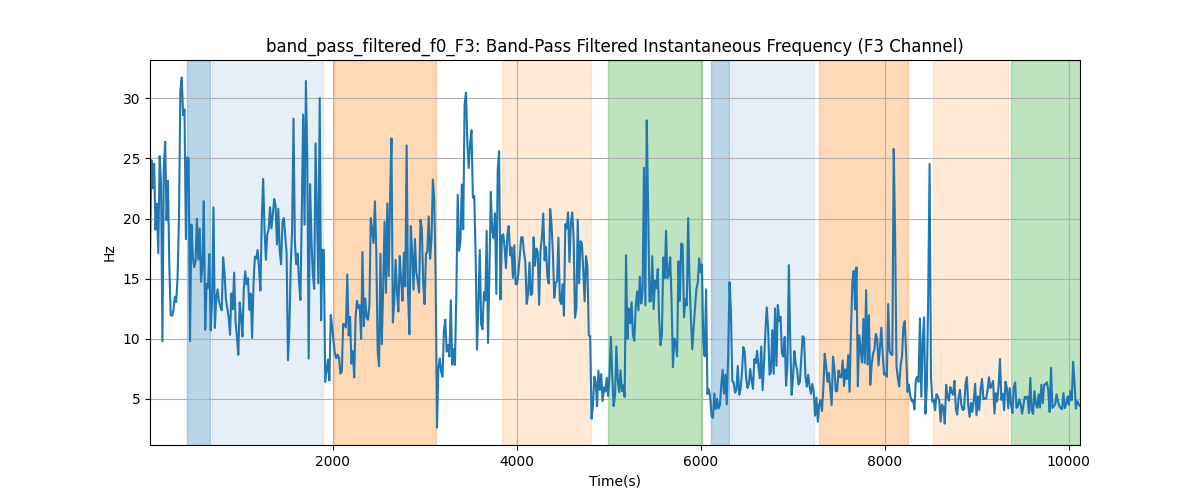 band_pass_filtered_f0_F3: Band-Pass Filtered Instantaneous Frequency (F3 Channel)
Hz
30
25
20
15
10
5
2000 4000 6000 8000 10000
Time(s)